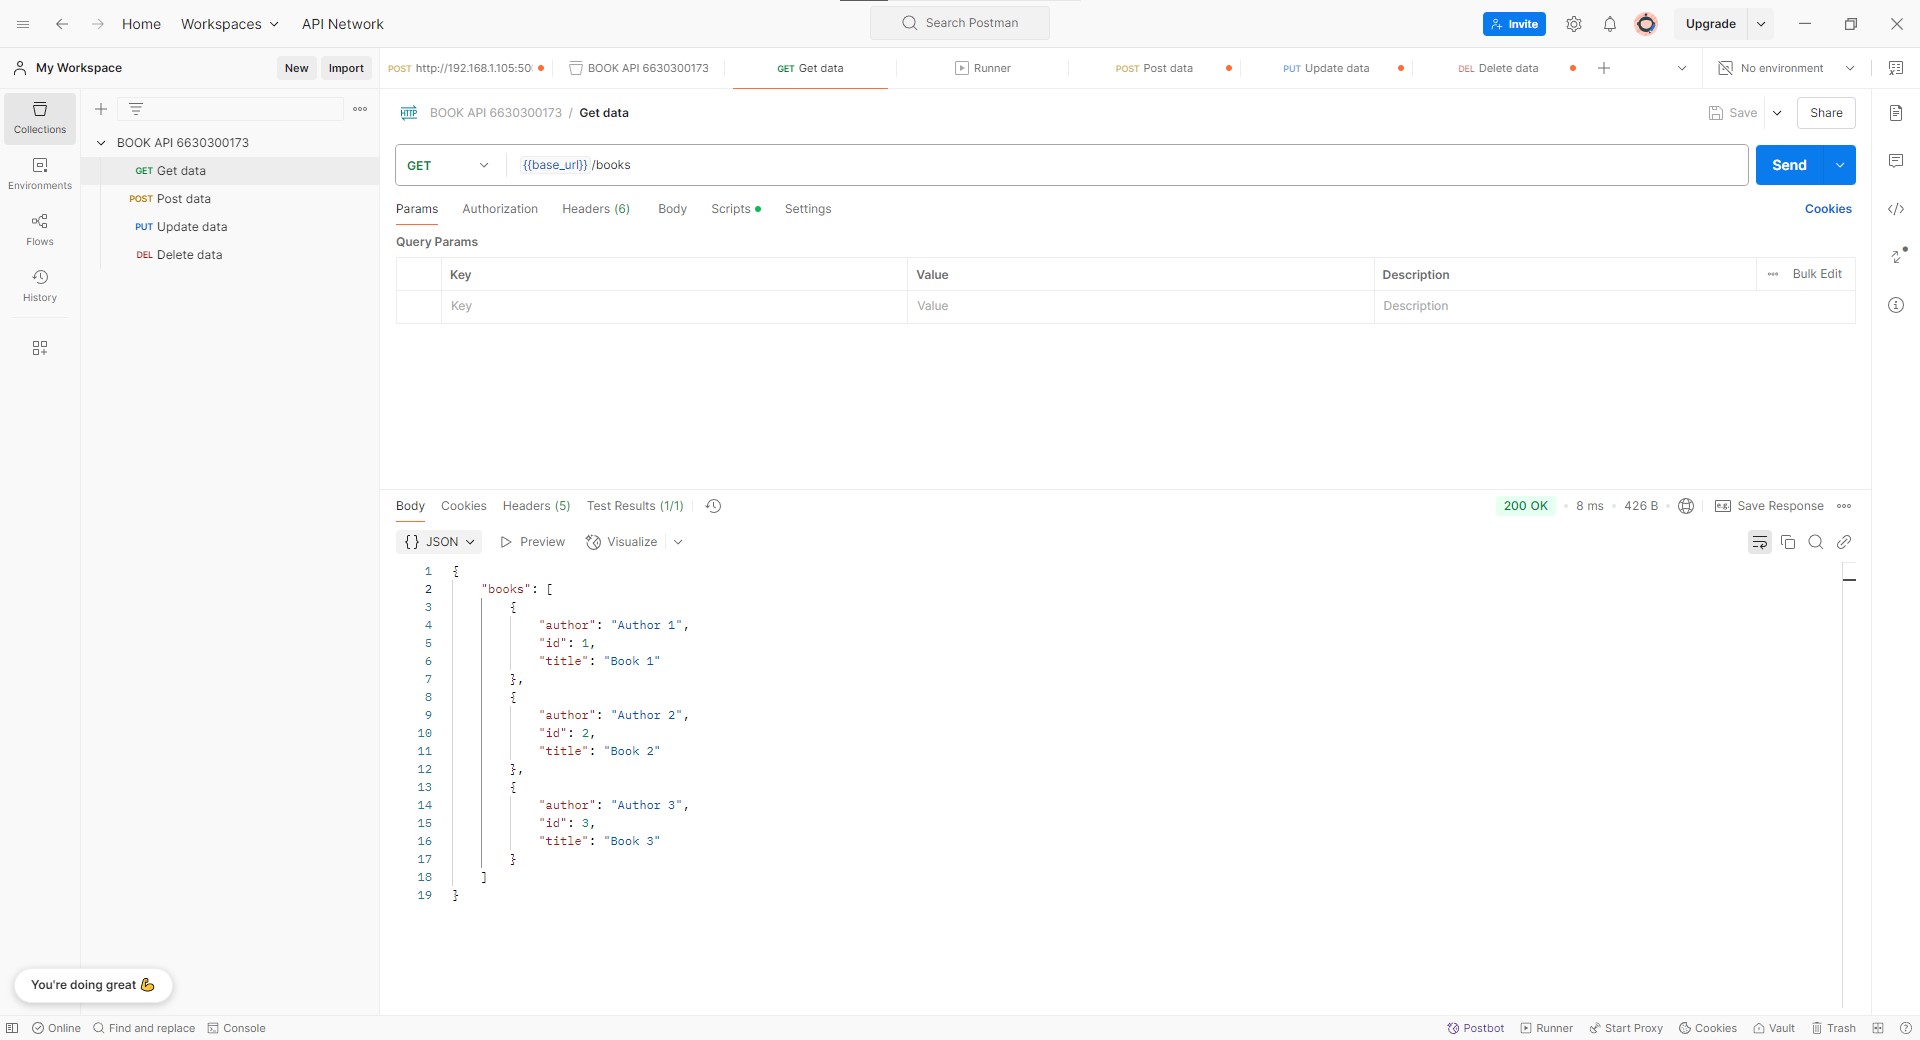 Home Workspaces API Network
Search Postman
Invite
Upgrade
My Workspace
New Import
POST http://192.168.1.105:50
BOOK API 6630300173
GET Get data
Runner
POST Post data
PUT Update data
DEL Delete data
No environment
Collections
Environments
Flows
History
BOOK API 6630300173
GET Get data
POST Post data
PUT Update data
DEL Delete data
HTTP BOOK API 6630300173 / Get data
Save Share
GET {{base_url}} /books
Send
Params Authorization Headers (6) Body Scripts Settings
Cookies
Query Params
Key Value Description Bulk Edit
Key Value Description
Body Cookies Headers (5) Test Results (1/1)
200 OK • 8 ms • 426 B • e.g. Save Response
{} JSON Preview Visualize
1 {
2 "books": [
3 {
4 "author": "Author 1",
5 "id": 1,
6 "title": "Book 1"
7 },
8 {
9 "author": "Author 2",
10 "id": 2,
11 "title": "Book 2"
12 },
13 {
14 "author": "Author 3",
15 "id": 3,
16 "title": "Book 3"
17 }
18 ]
19 }
You're doing great 💪
Online Find and replace Console
Postbot Runner Start Proxy Cookies Vault Trash